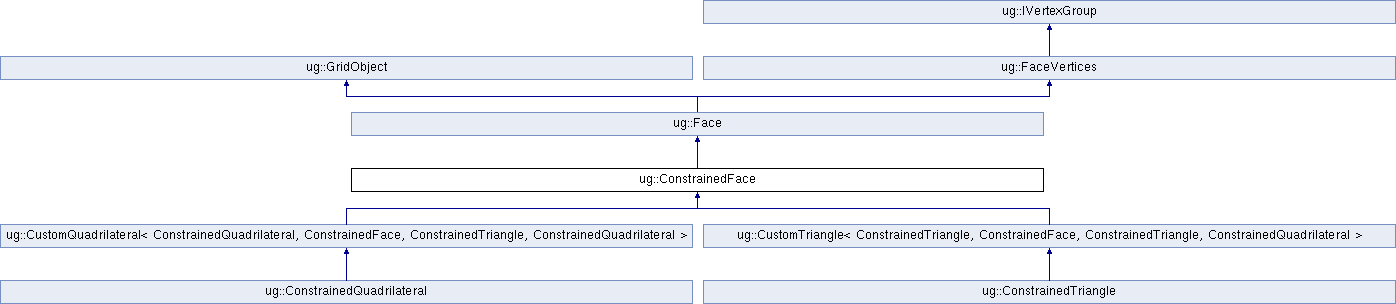 ug::IVertexGroup
ug::GridObject
ug::FaceVertices
ug::Face
ug::ConstrainedFace
ug::CustomQuadrilateral< ConstrainedQuadrilateral, ConstrainedFace, ConstrainedTriangle, ConstrainedQuadrilateral >
ug::CustomTriangle< ConstrainedTriangle, ConstrainedFace, ConstrainedTriangle, ConstrainedQuadrilateral >
ug::ConstrainedQuadrilateral
ug::ConstrainedTriangle